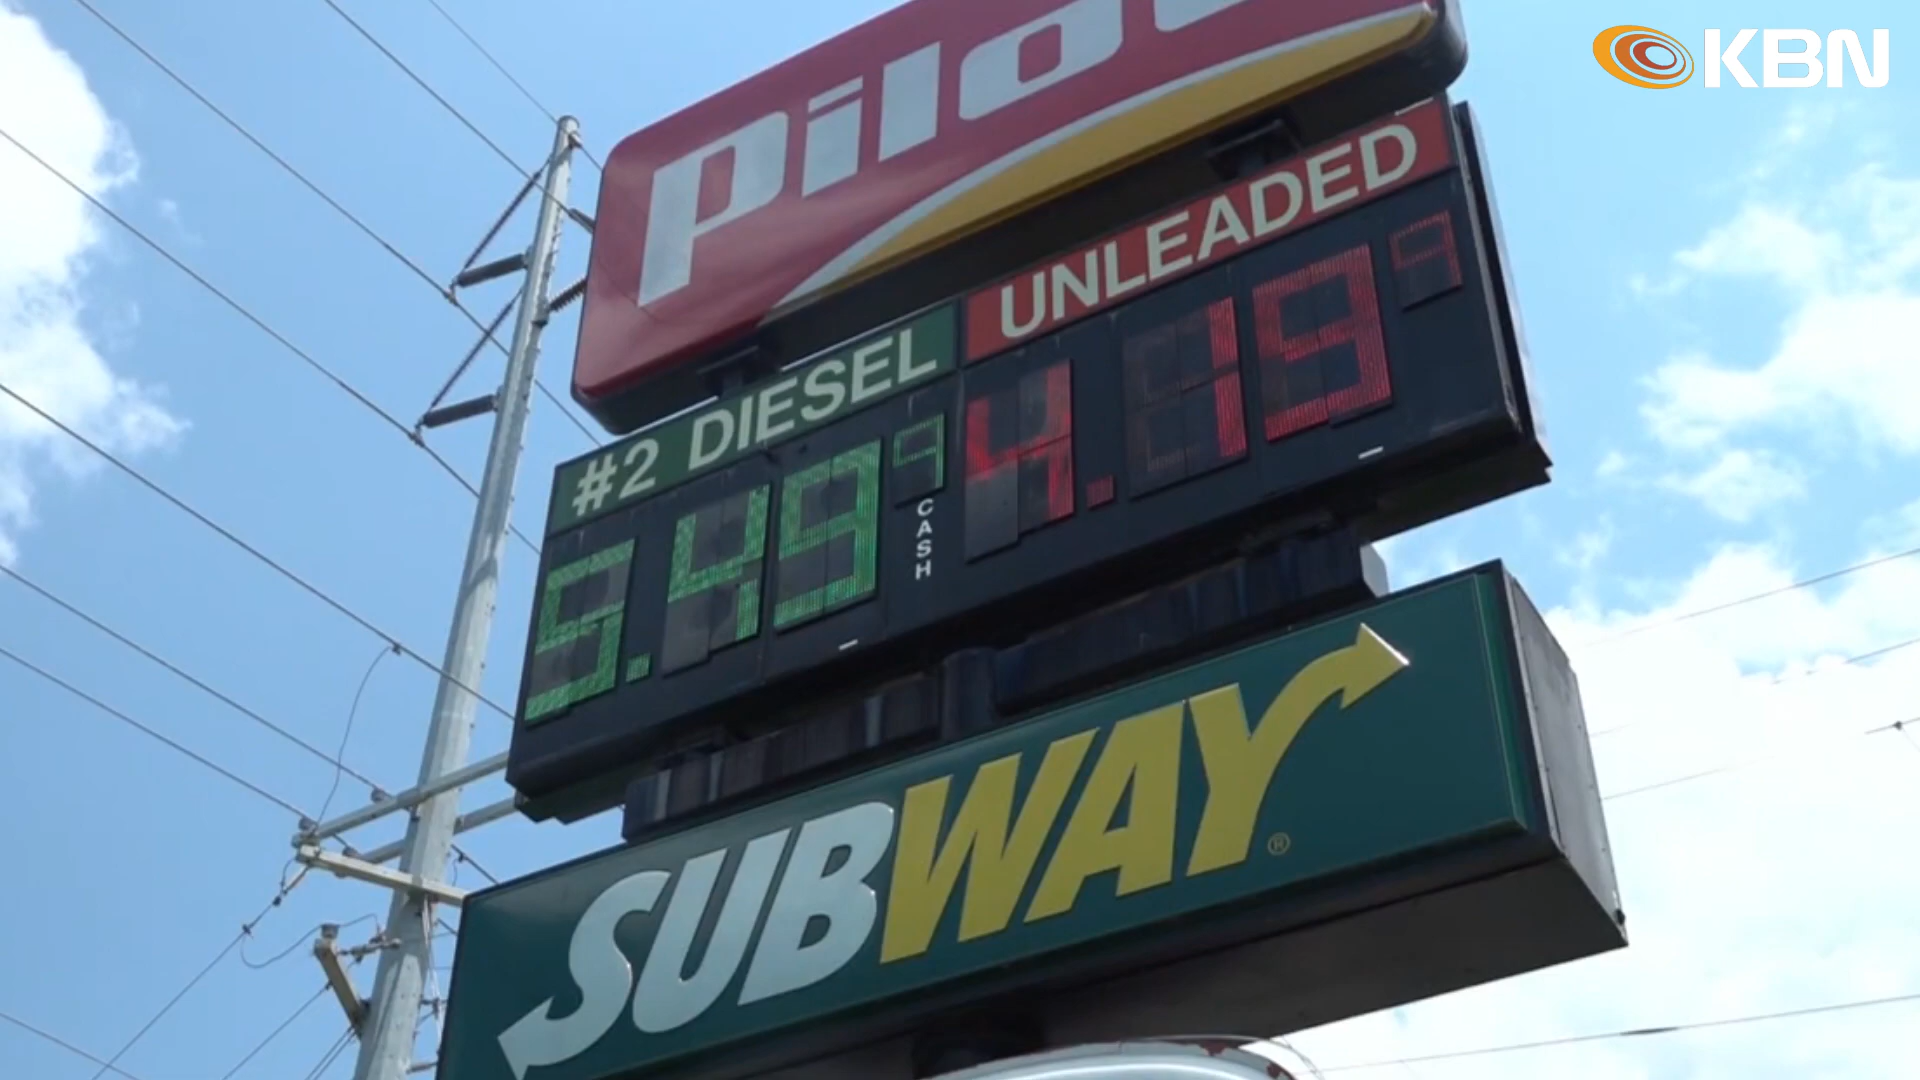 KBN
Pilot
UNLEADED
4.19 9
#2 DIESEL
5.49 9
CASH
SUBWAY®